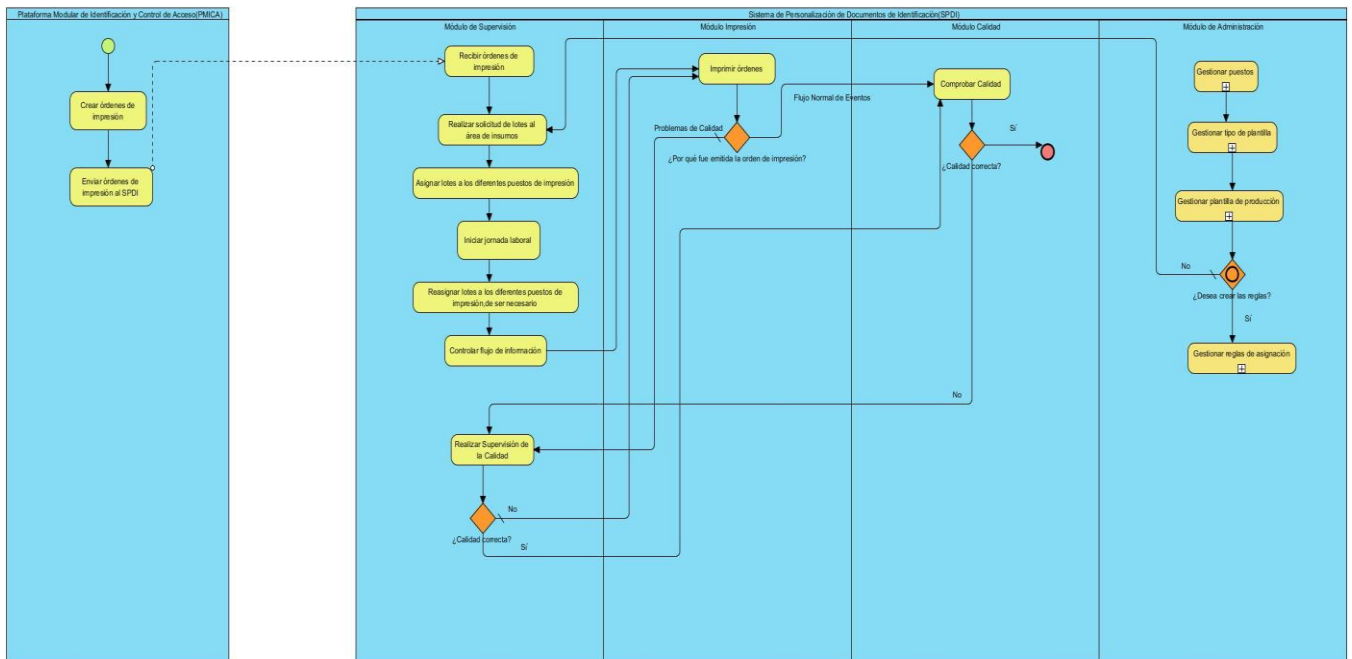 Plataforma Modular de Identificación y Control de Acceso(PMICA)
Crear órdenes de
impresión
Enviar órdenes de
impresión al SPDI
Sistema de Personalización de Documentos de Identificación(SPDI)
Módulo de Supervisión
Recibir órdenes de
impresión
Realizar solicitud de lotes al
área de insumos
Asignar lotes a los diferentes puestos de impresión
Iniciar jornada laboral
Reasignar lotes a los diferentes puestos de
impresión,de ser necesario
Controlar flujo de información
Realizar Supervisión de
la Calidad
¿Calidad correcta?
No
Sí
Módulo Impresión
Imprimir órdenes
Problemas de Calidad
Flujo Normal de Eventos
¿Por qué fue emitida la orden de impresión?
Módulo Calidad
Comprobar Calidad
Sí
¿Calidad correcta?
No
Módulo de Administración
Gestionar puestos
Gestionar tipo de plantilla
Gestionar plantilla de producción
No
¿Desea crear las reglas?
Sí
Gestionar reglas de asignación